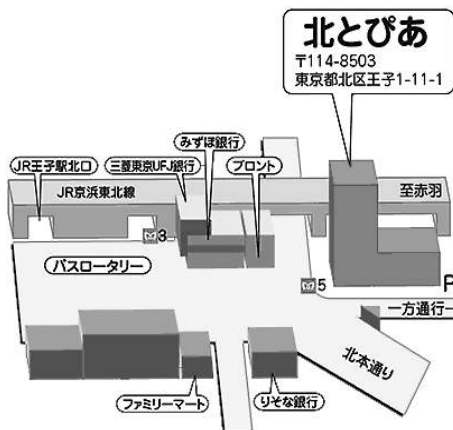 北とぴあ
〒114-8503
東京都北区王子1-11-1
みずほ銀行
JR王子駅北口
三菱東京UFJ銀行
プロント
JR京浜東北線
至赤羽
3
バスロータリー
5
P
一方通行
北本通り
ファミリーマート
りそな銀行